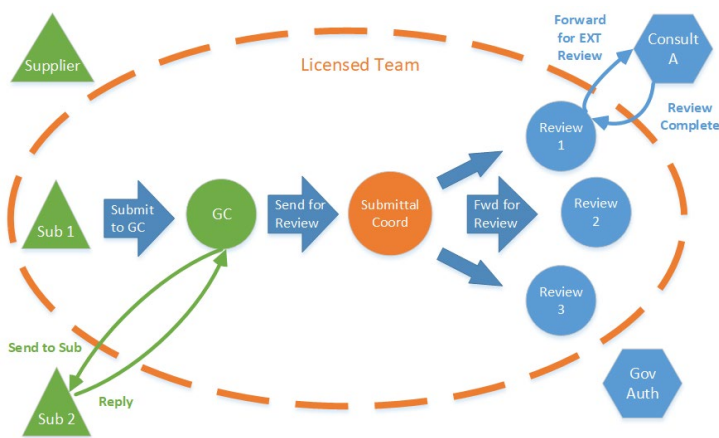 Supplier
Licensed Team
Forward
for EXT
Review
Consult
A
Review
Complete
Review
1
Sub 1
Submit
to GC
GC
Send for
Review
Submittal
Coord
Fwd for
Review
Review
2
Review
3
Send to Sub
Sub 2
Reply
Gov
Auth